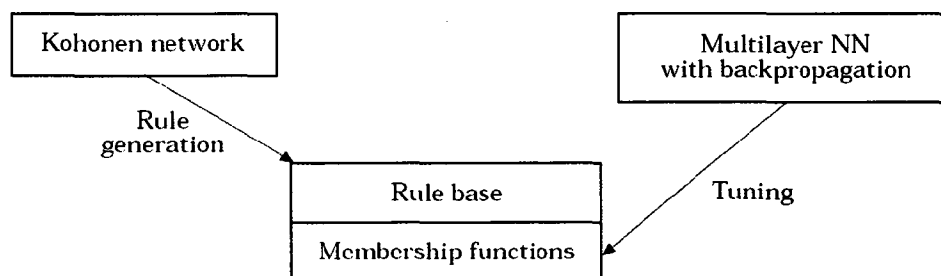 Kohonen network
Multilayer NN
with backpropagation
Rule
generation
Rule base
Tuning
Membership functions